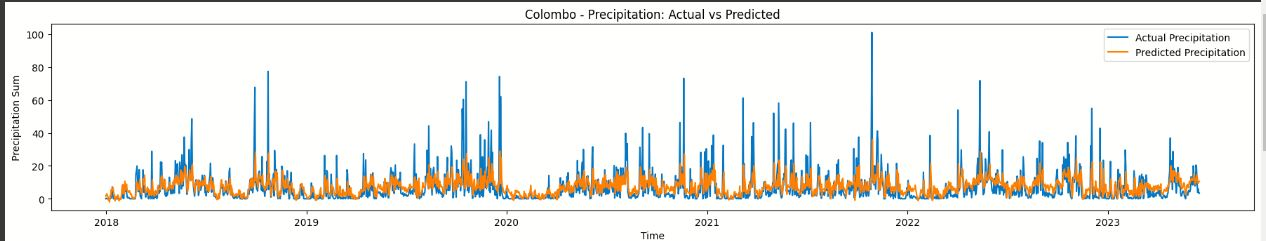 Colombo - Precipitation: Actual vs Predicted
Actual Precipitation
Predicted Precipitation
Precipitation Sum
100
80
60
40
20
0
2018 2019 2020 2021 2022 2023
Time